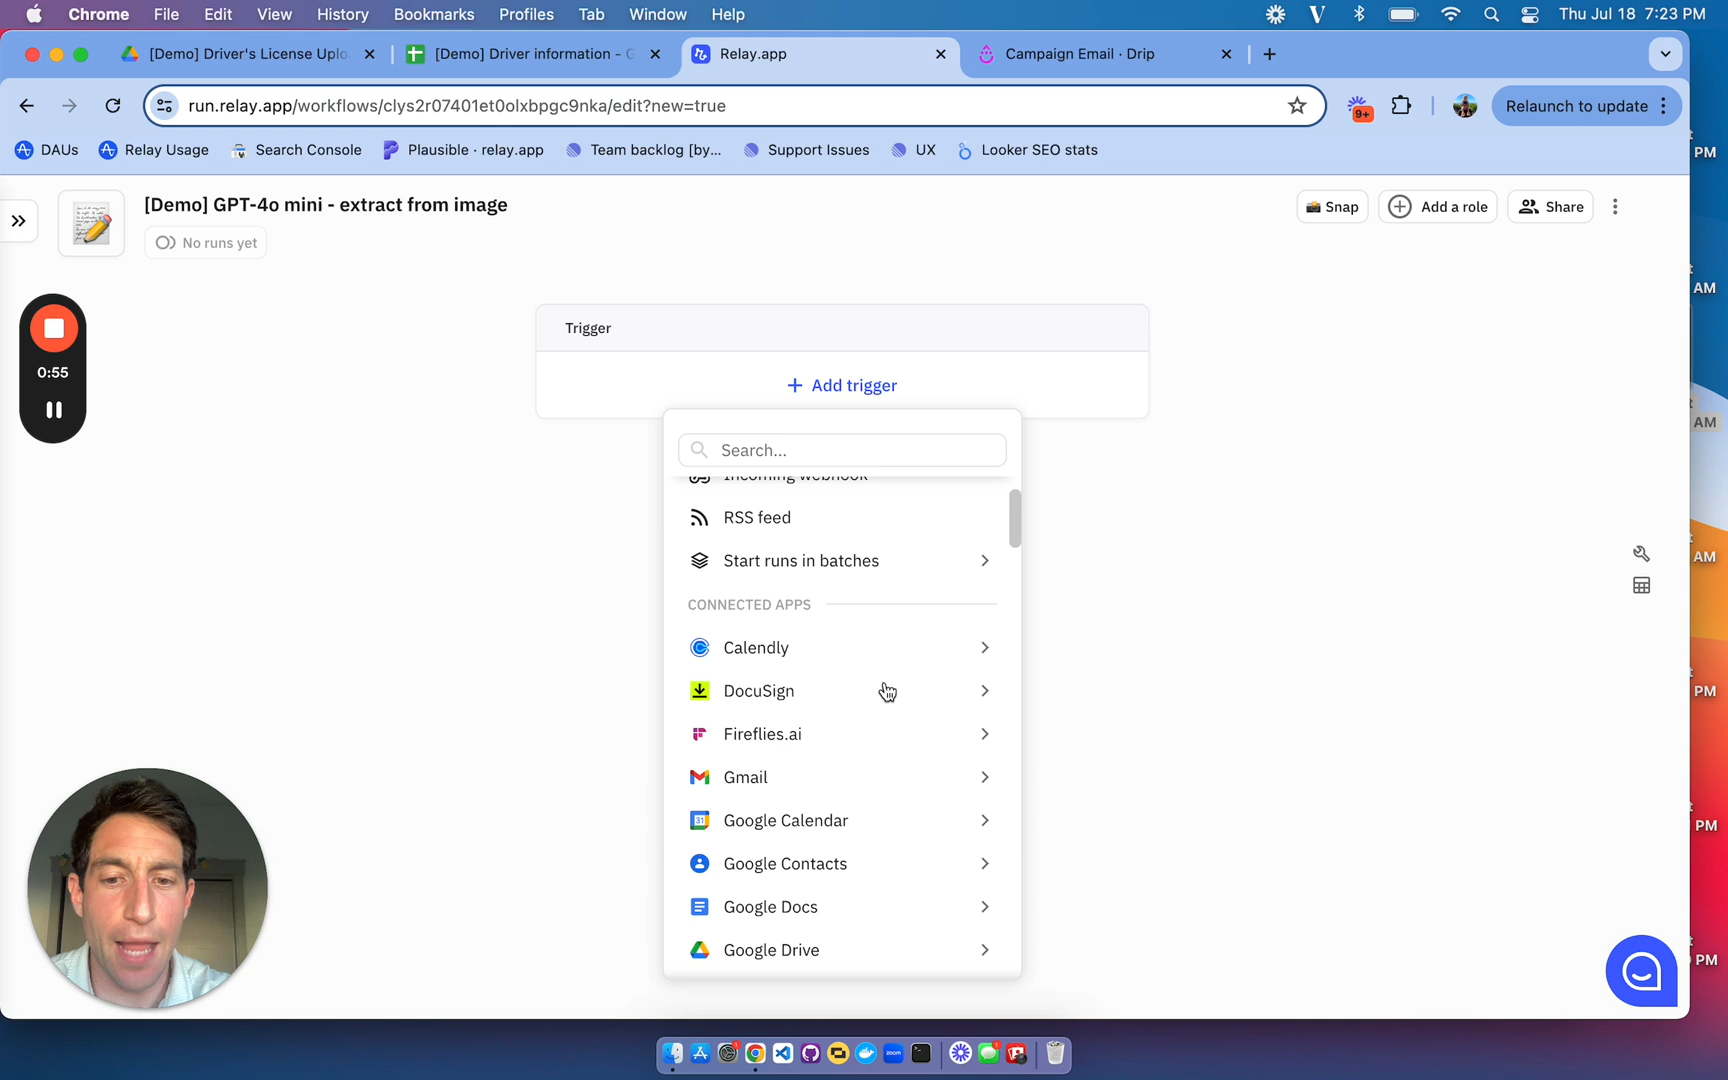 Chrome File Edit View History Bookmarks Profiles Tab Window Help Thu Jul 18 7:23 PM
[Demo] Driver's License Uplo [Demo] Driver information - G Relay.app Campaign Email · Drip
run.relay.app/workflows/clys2r07401et0olxbpgc9nka/edit?new=true 9+ Relaunch to update
DAUs Relay Usage Search Console Plausible · relay.app Team backlog [by... Support Issues UX Looker SEO stats
PM
[Demo] GPT-4o mini - extract from image
Snap Add a role Share
No runs yet
AM
Trigger
0:55
Add trigger
AM
Search...
Incoming webhook
RSS feed
Start runs in batches
AM
CONNECTED APPS
Calendly
DocuSign
PM
Fireflies.ai
Gmail
Google Calendar
PM
Google Contacts
Google Docs
Google Drive
PM
zoom